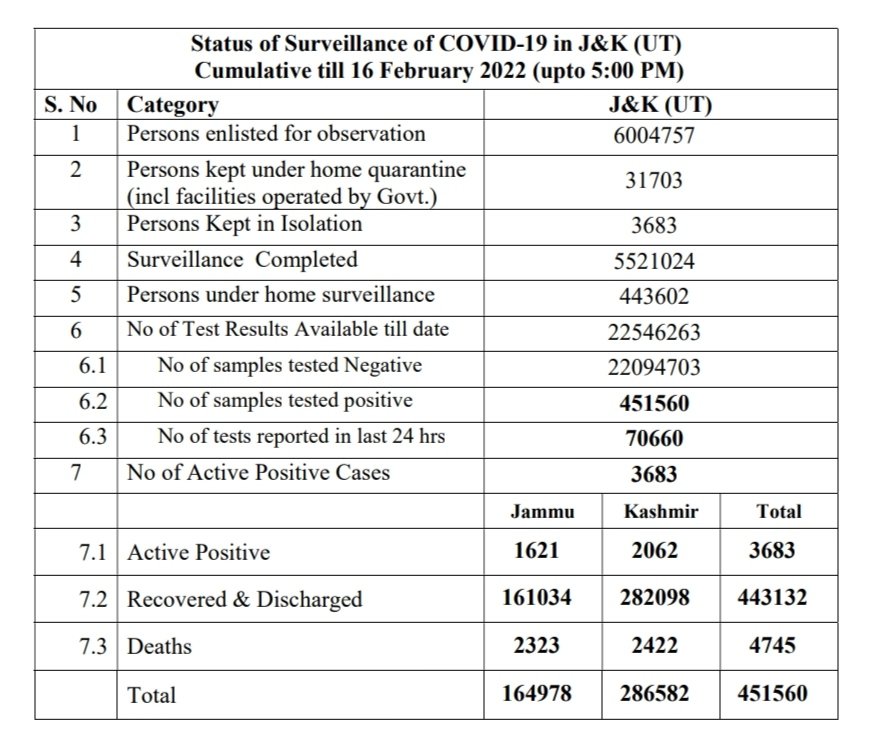 Status of Surveillance of COVID-19 in J&K (UT)
Cumulative till 16 February 2022 (upto 5:00 PM)
S. No Category J&K (UT)
1 Persons enlisted for observation 6004757
2 Persons kept under home quarantine
(incl facilities operated by Govt.) 31703
3 Persons Kept in Isolation 3683
4 Surveillance Completed 5521024
5 Persons under home surveillance 443602
6 No of Test Results Available till date 22546263
6.1 No of samples tested Negative 22094703
6.2 No of samples tested positive 451560
6.3 No of tests reported in last 24 hrs 70660
7 No of Active Positive Cases 3683
Jammu Kashmir Total
7.1 Active Positive 1621 2062 3683
7.2 Recovered & Discharged 161034 282098 443132
7.3 Deaths 2323 2422 4745
Total 164978 286582 451560